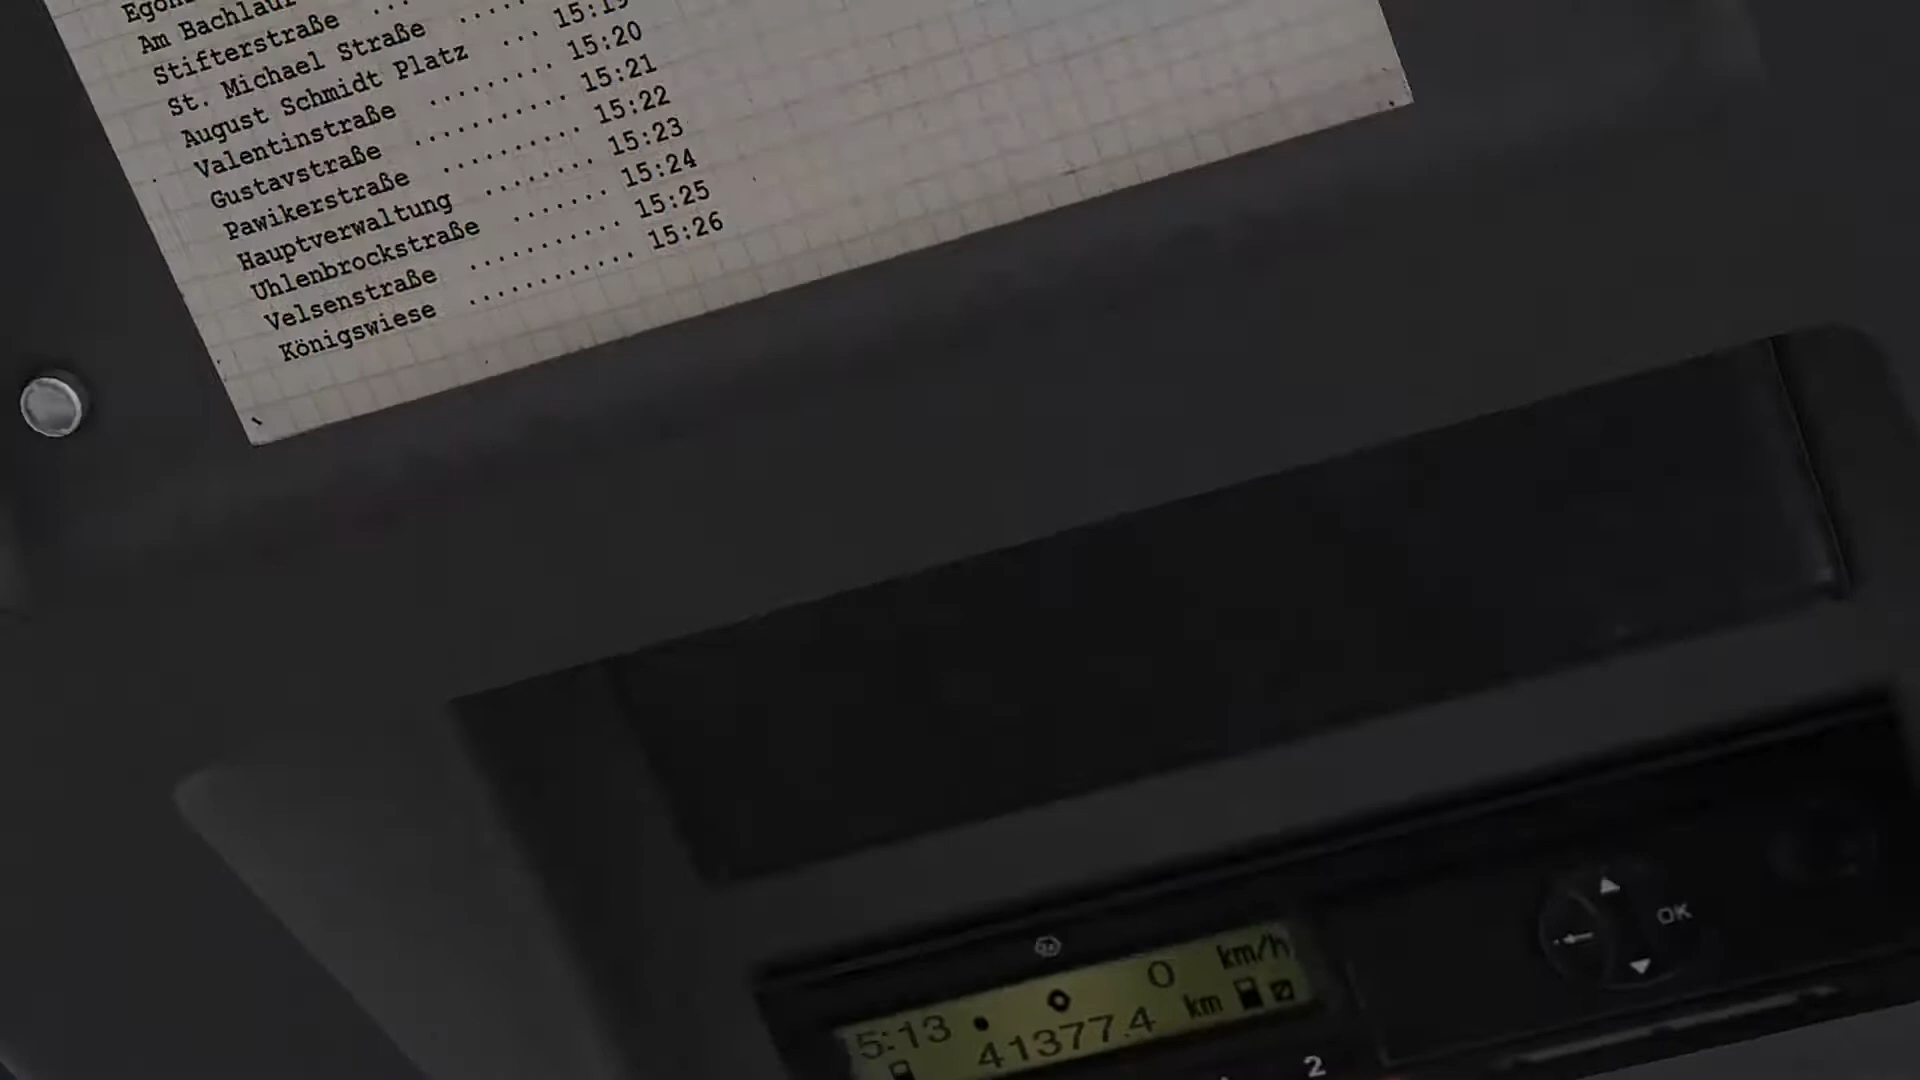 Am Bachlauf
Stifterstraße ...
St. Michael Straße .....
August Schmidt Platz ... 15:19
Valentinstraße ......... 15:20
Gustavstraße ........... 15:21
Pawikerstraße .......... 15:22
Hauptverwaltung ........ 15:23
Uhlenbrockstraße ....... 15:24
Velsenstraße ........... 15:25
Königswiese ............ 15:26
5:13 0 km/h
41377.4 km
OK
2